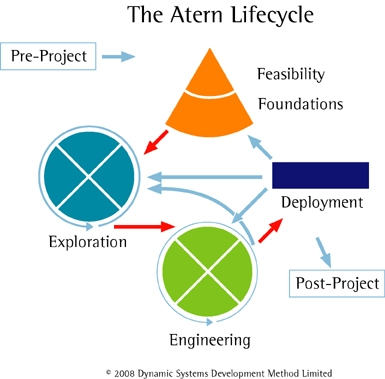 The Atern Lifecycle
Pre-Project
Feasibility
Foundations
Deployment
Exploration
Post-Project
Engineering
© 2008 Dynamic Systems Development Method Limited